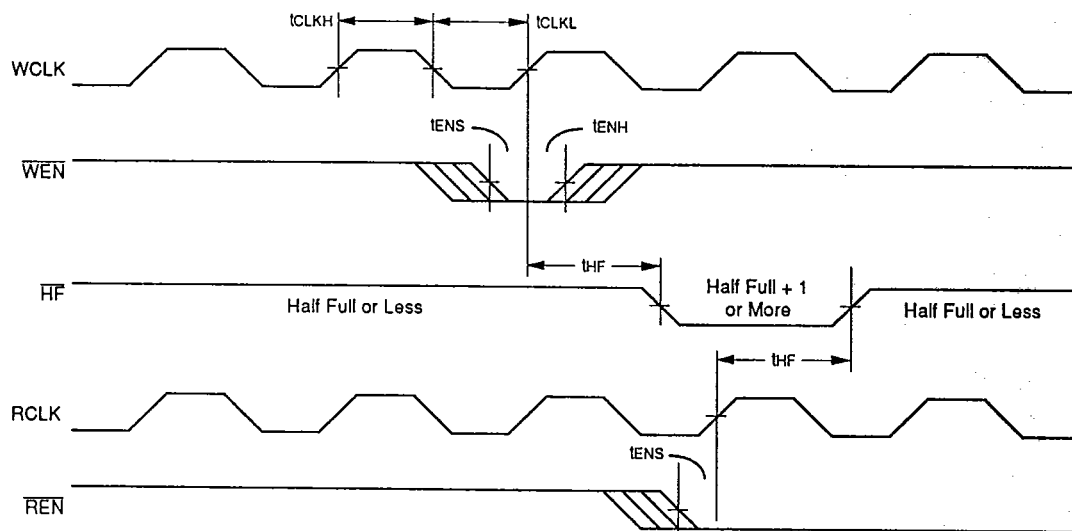 tCLKH
tCLKL
WCLK
tENS
tENH
WEN
tHF
HF
Half Full or Less
Half Full + 1
or More
Half Full or Less
tHF
RCLK
tENS
REN